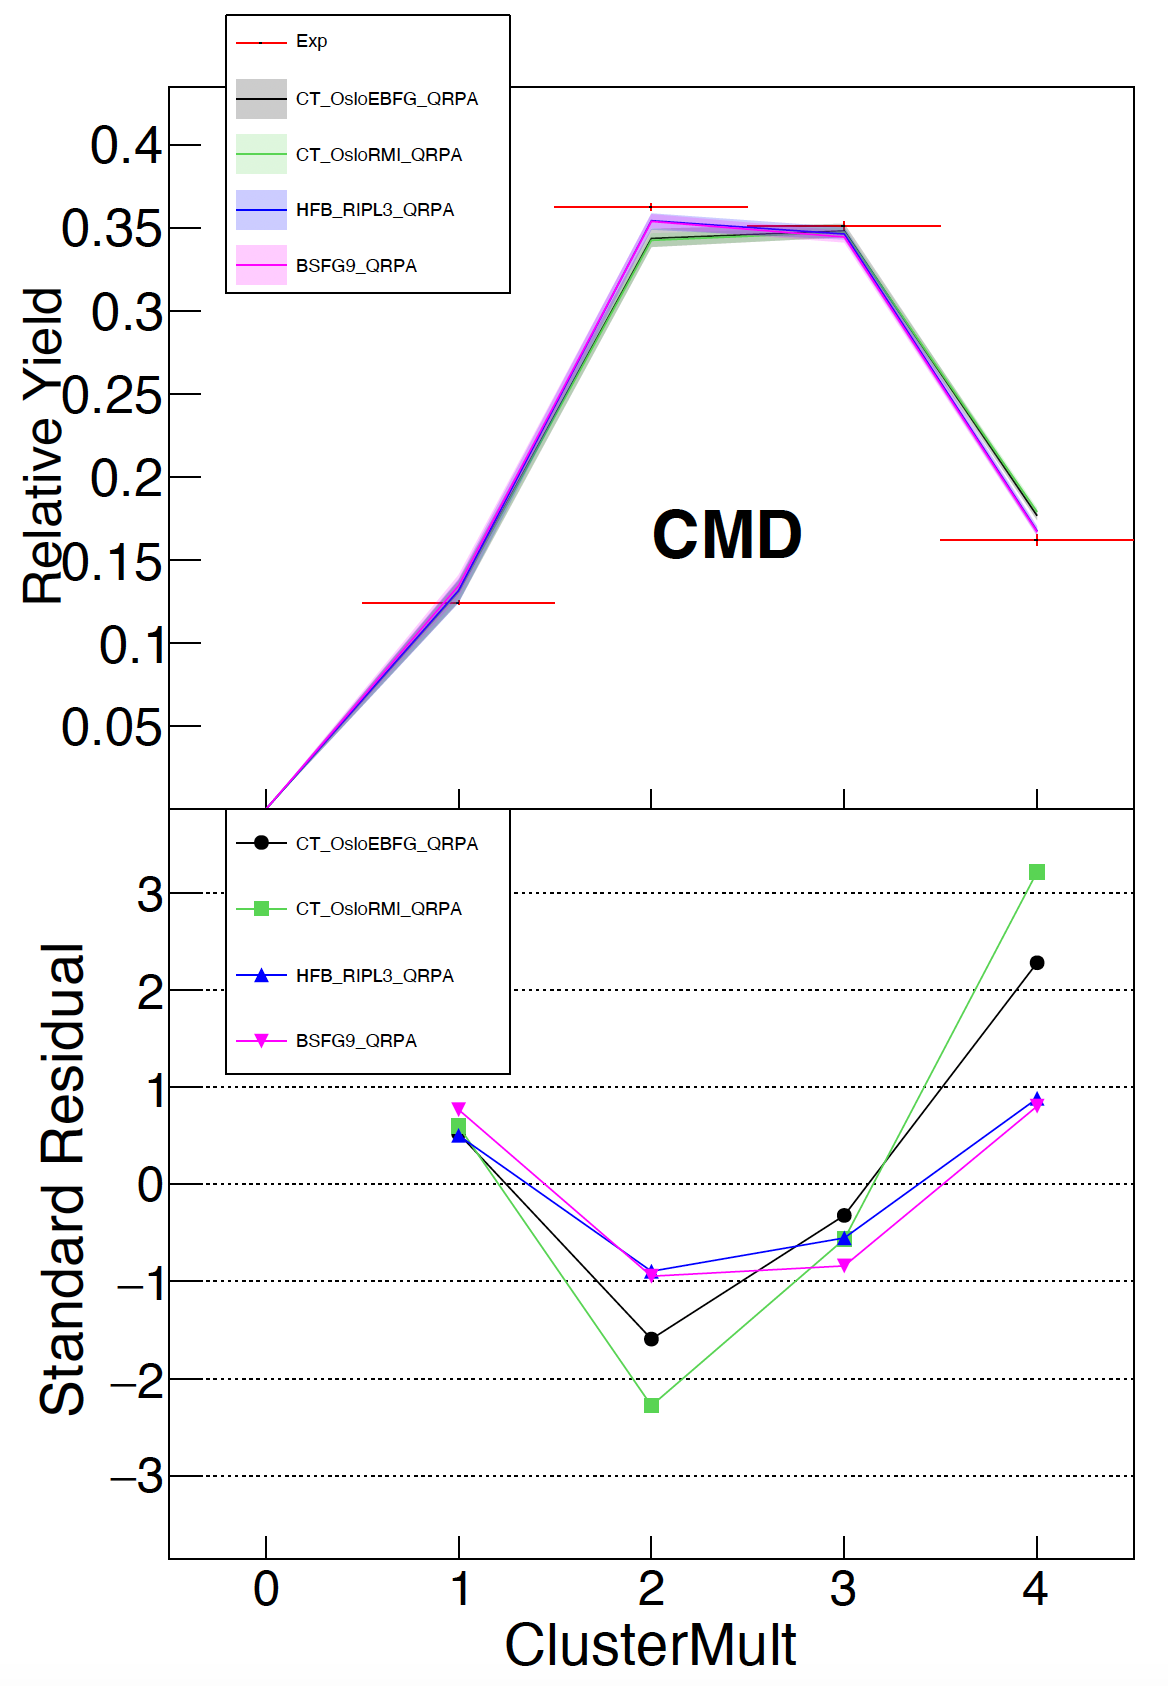 Exp
CT_OsloEBFG_QRPA
CT_OsloRMI_QRPA
HFB_RIPL3_QRPA
BSFG9_QRPA
0.4
0.35
0.3
0.25
0.2
0.15
0.1
0.05
Relative Yield
CMD
CT_OsloEBFG_QRPA
CT_OsloRMI_QRPA
HFB_RIPL3_QRPA
BSFG9_QRPA
3
2
1
0
−1
−2
−3
Standard Residual
0 1 2 3 4
ClusterMult